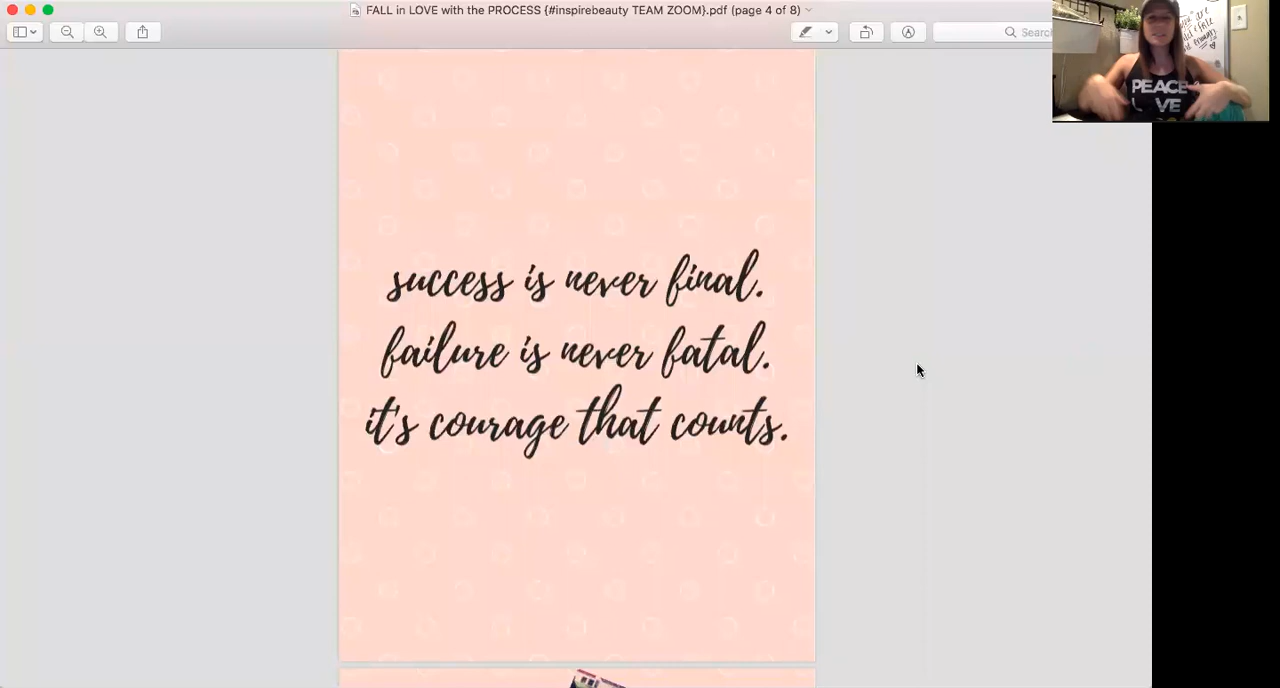 FALL in LOVE with the PROCESS {#inspirebeauty TEAM ZOOM}.pdf (page 4 of 8)
Search
success is never final.
failure is never fatal.
it's courage that counts.
PEACE